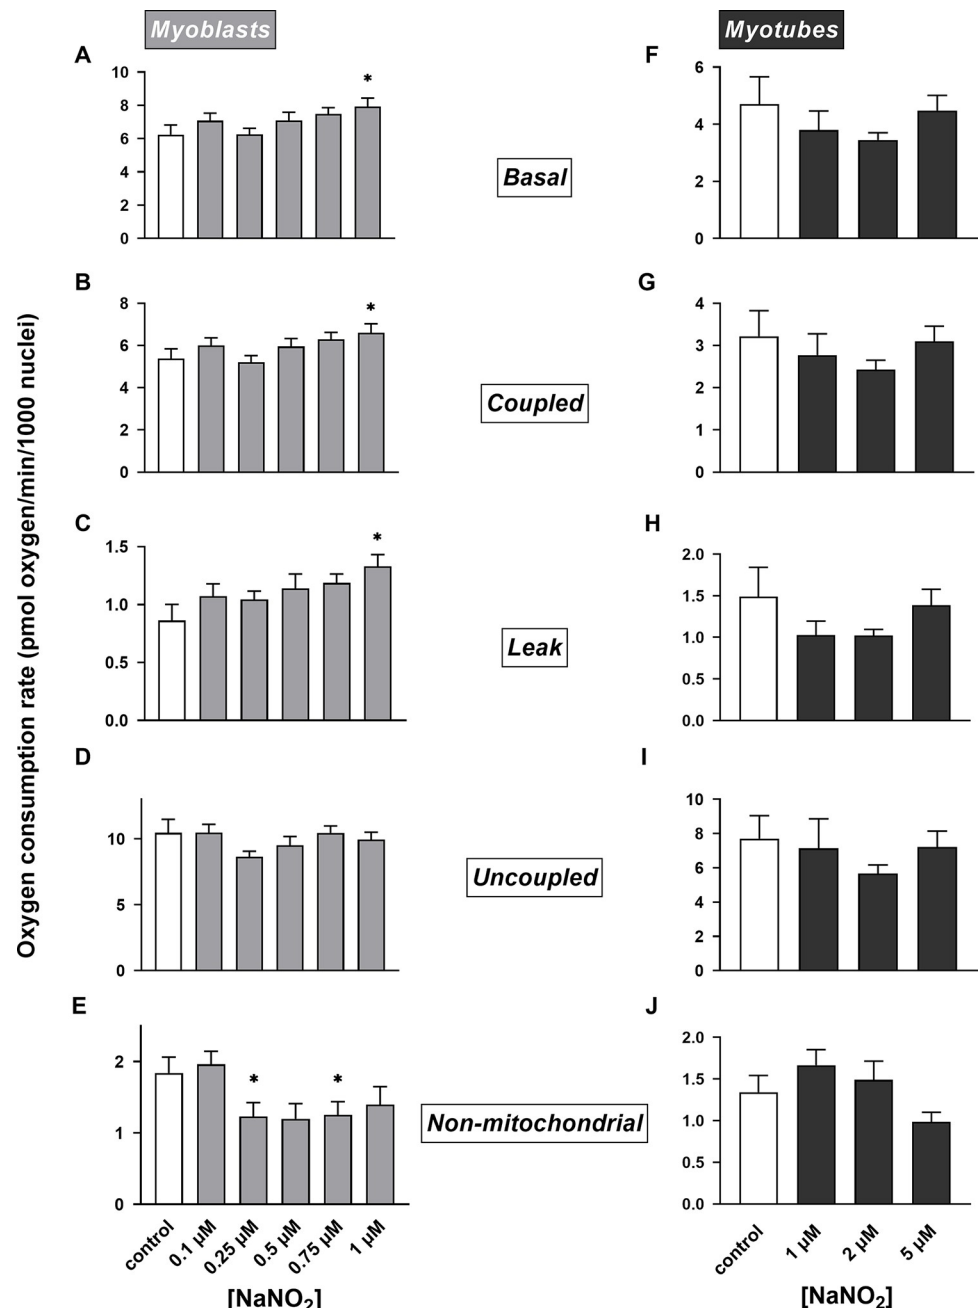 Myoblasts
Myotubes
Oxygen consumption rate (pmol oxygen/min/1000 nuclei)
A
*
10
8
6
4
2
0
Basal
F
6
4
2
0
B
*
8
6
4
2
0
Coupled
G
4
3
2
1
0
C
*
1.5
1.0
0.5
0.0
Leak
H
2.0
1.5
1.0
0.5
0.0
D
10
5
0
Uncoupled
I
10
8
6
4
2
0
E
* *
2
1
0
Non-mitochondrial
J
2.0
1.5
1.0
0.5
0.0
control 0.1 µM 0.25 µM 0.5 µM 0.75 µM 1 µM
[NaNO₂]
control 1 µM 2 µM 5 µM
[NaNO₂]